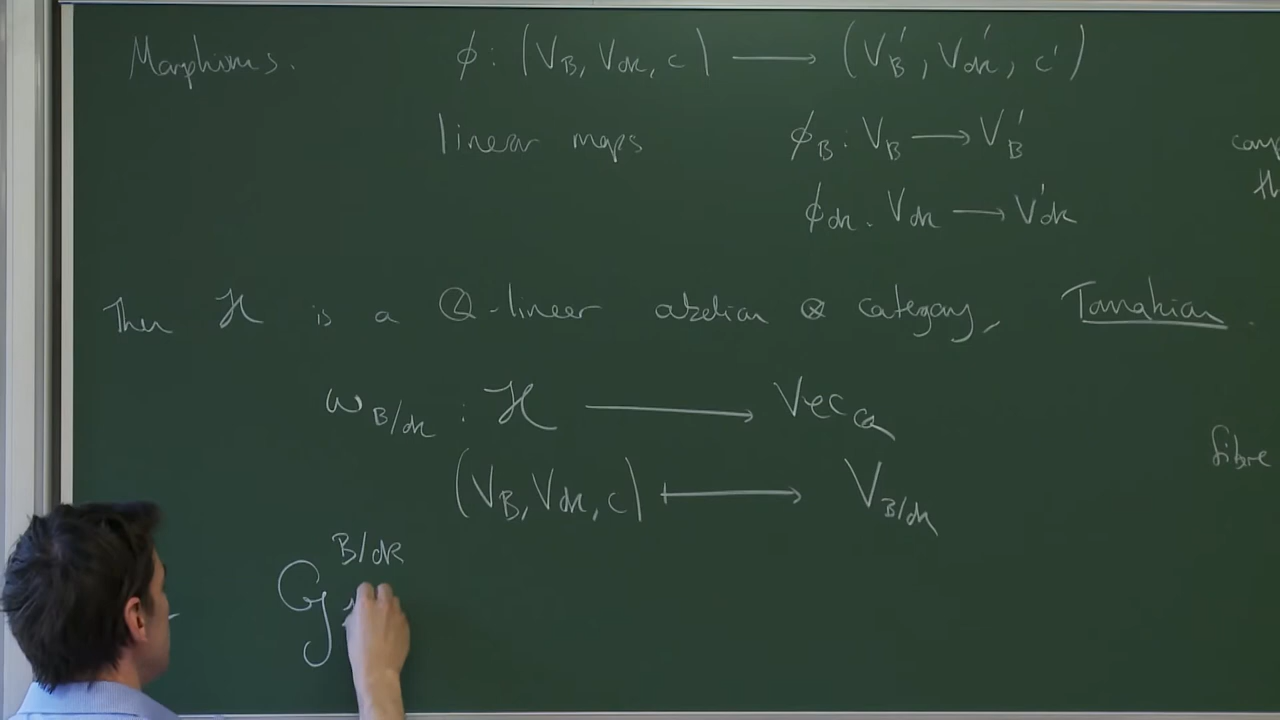 Morphisms. φ : (V_B, V_dR, c) ⟶ (V'_B, V'_dR, c')
linear maps φ_B : V_B ⟶ V'_B
φ_dR : V_dR ⟶ V'_dR
Then ℋ is a ℚ-linear abelian ⊗ category, Tannakian.
ω_B/dR : ℋ ⟶ Vec_ℚ
fibre
(V_B, V_dR, c) ⟼ V_B/dR
G^B/dR